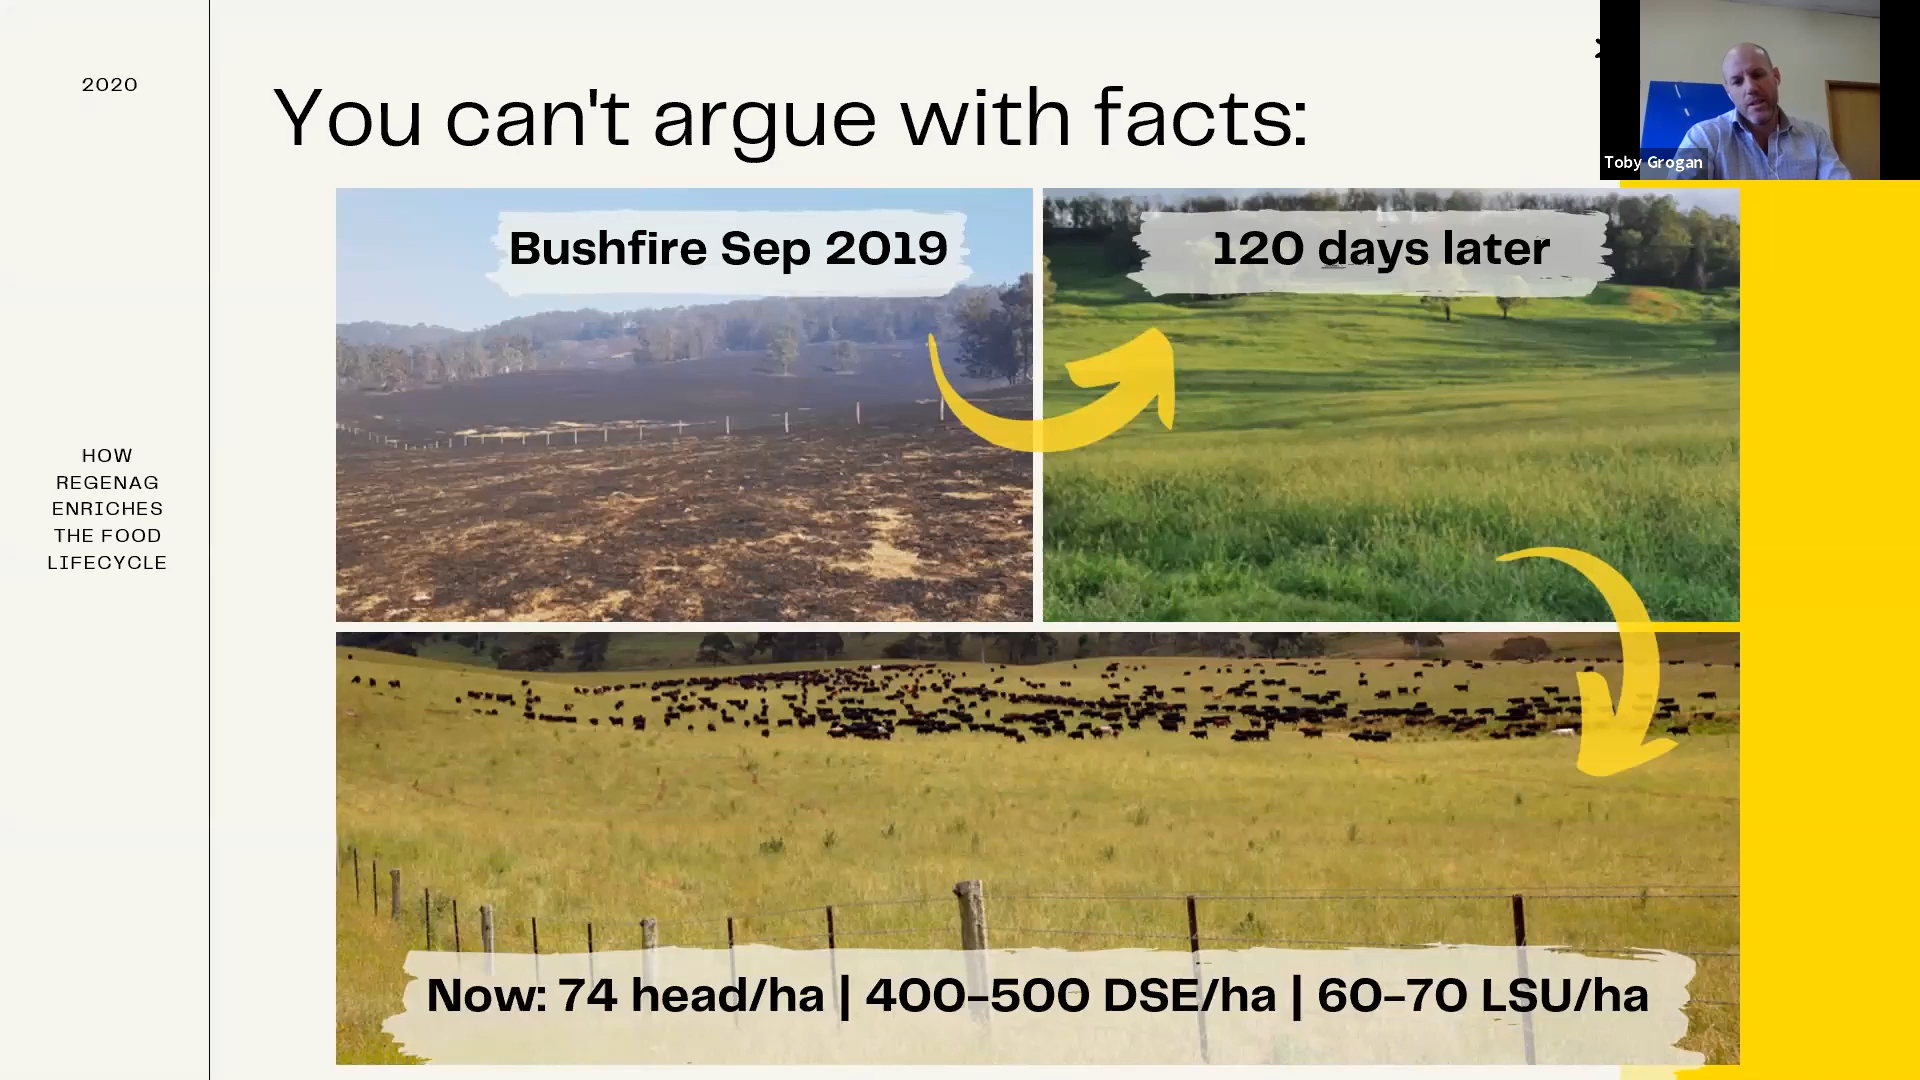 2020
You can't argue with facts:
Toby Grogan
Bushfire Sep 2019
120 days later
HOW
REGENAG
ENRICHES
THE FOOD
LIFECYCLE
Now: 74 head/ha | 400-500 DSE/ha | 60-70 LSU/ha